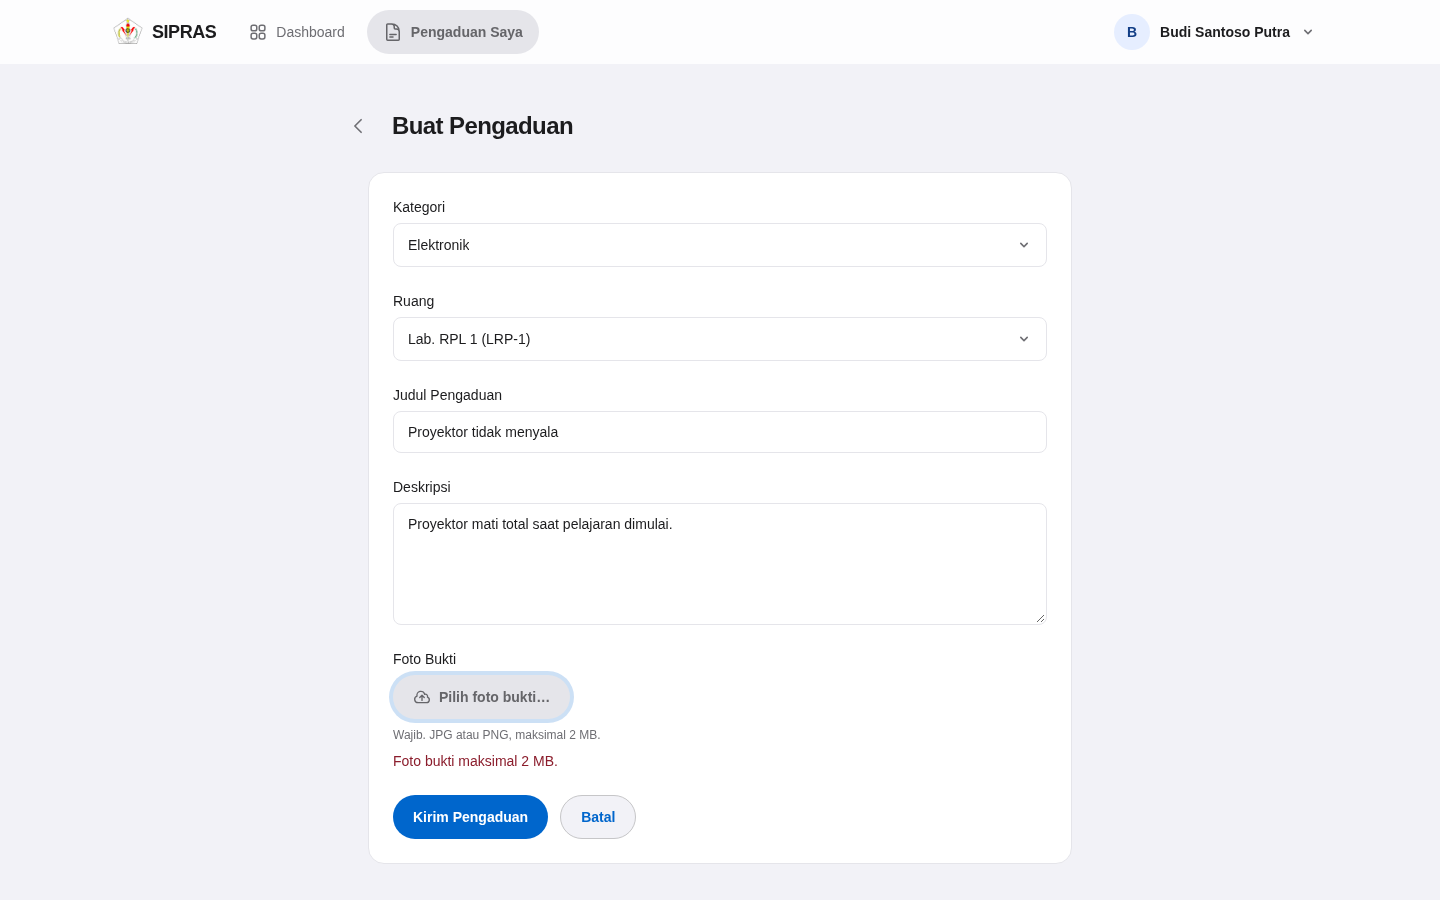 SIPRAS
Dashboard
Pengaduan Saya
B
Budi Santoso Putra
Buat Pengaduan
Kategori
Elektronik
Ruang
Lab. RPL 1 (LRP-1)
Judul Pengaduan
Proyektor tidak menyala
Deskripsi
Proyektor mati total saat pelajaran dimulai.
Foto Bukti
Pilih foto bukti…
Wajib. JPG atau PNG, maksimal 2 MB.
Foto bukti maksimal 2 MB.
Kirim Pengaduan
Batal